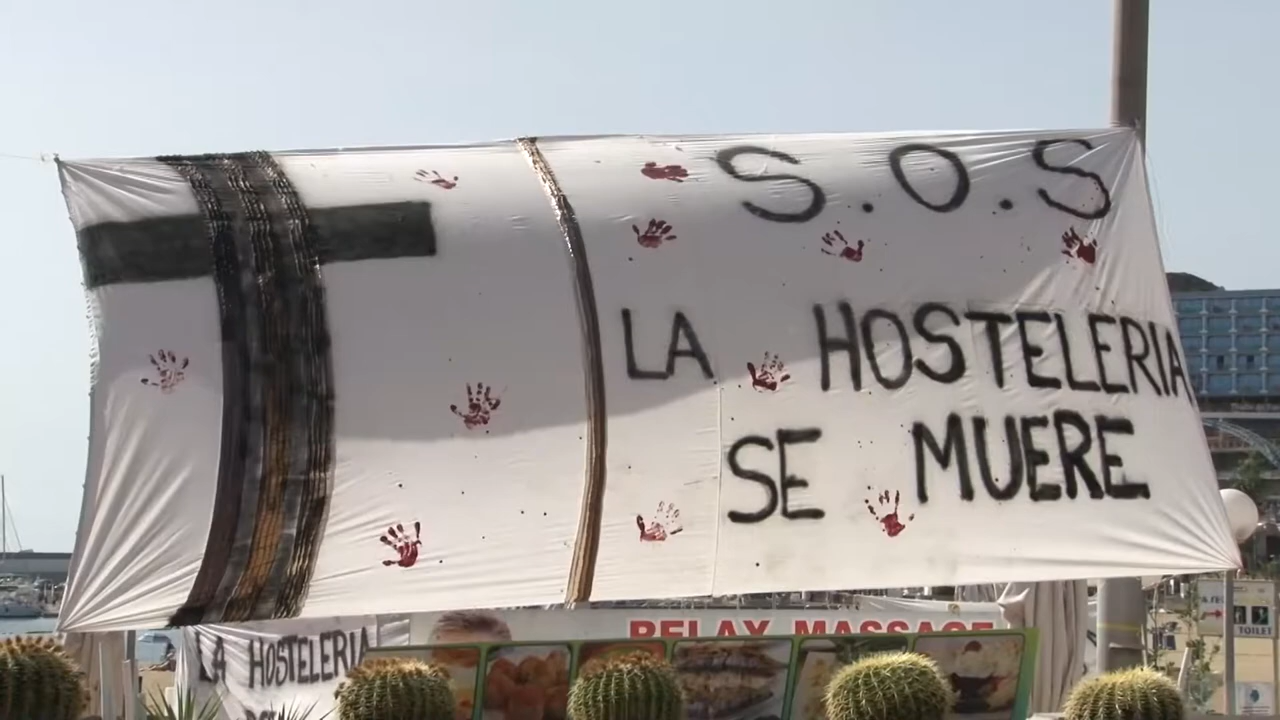 S.O.S
LA HOSTELERIA
SE MUERE
RELAX MASSAGE
LA HOSTELERIA
TOILET